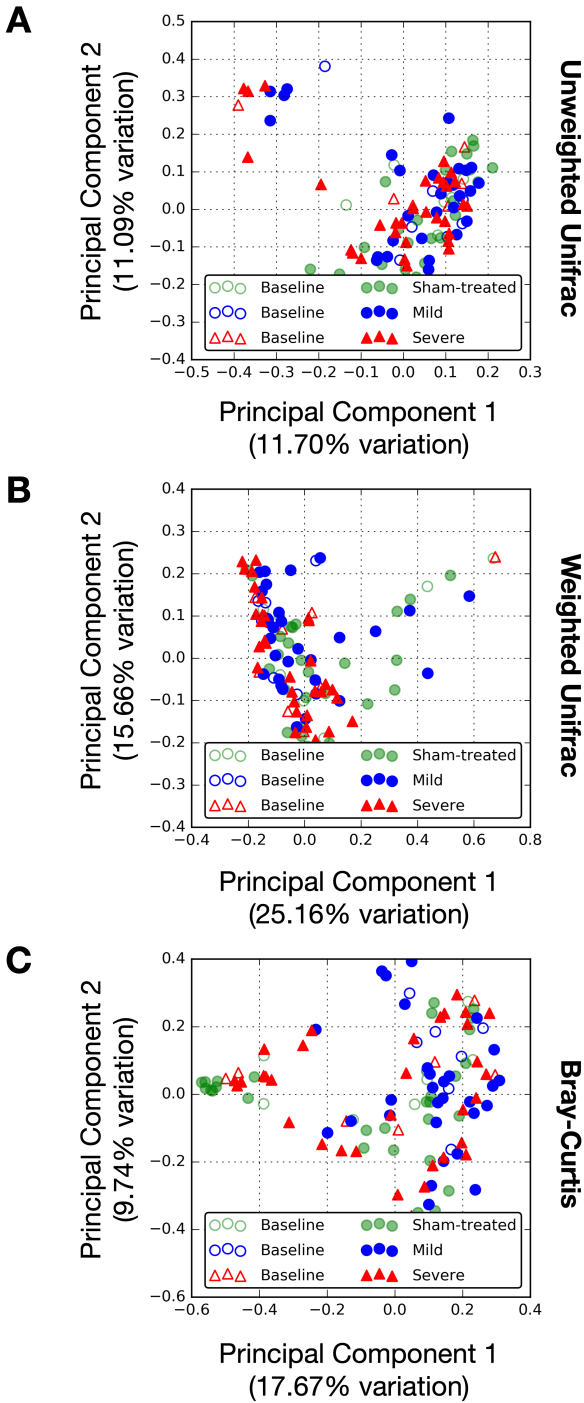 A
Principal Component 2
(11.09% variation)
0.5
0.4
0.3
0.2
0.1
0.0
−0.1
−0.2
−0.3
−0.4
Baseline Sham-treated
Baseline Mild
Baseline Severe
−0.5 −0.4 −0.3 −0.2 −0.1 0.0 0.1 0.2 0.3
Principal Component 1
(11.70% variation)
Unweighted Unifrac
B
Principal Component 2
(15.66% variation)
0.4
0.3
0.2
0.1
0.0
−0.1
−0.2
−0.3
−0.4
Baseline Sham-treated
Baseline Mild
Baseline Severe
−0.4 −0.2 0.0 0.2 0.4 0.6 0.8
Principal Component 1
(25.16% variation)
Weighted Unifrac
C
Principal Component 2
(9.74% variation)
0.4
0.2
0.0
−0.2
−0.4
−0.6
Baseline Sham-treated
Baseline Mild
Baseline Severe
−0.6 −0.4 −0.2 0.0 0.2 0.4
Principal Component 1
(17.67% variation)
Bray-Curtis